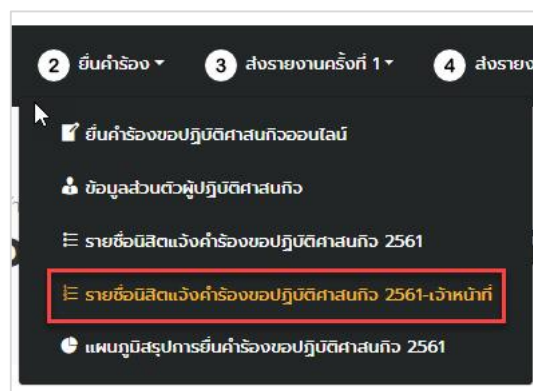 2 ยื่นคำร้อง 3 ส่งรายงานครั้งที่ 1 4 ส่งราย
ยื่นคำร้องขอปฏิบัติศาสนกิจออนไลน์
ข้อมูลส่วนตัวผู้ปฏิบัติศาสนกิจ
รายชื่อนิสิตแจ้งคำร้องขอปฏิบัติศาสนกิจ 2561
รายชื่อนิสิตแจ้งคำร้องขอปฏิบัติศาสนกิจ 2561-เจ้าหน้าที่
แผนภูมิสรุปการยื่นคำร้องขอปฏิบัติศาสนกิจ 2561